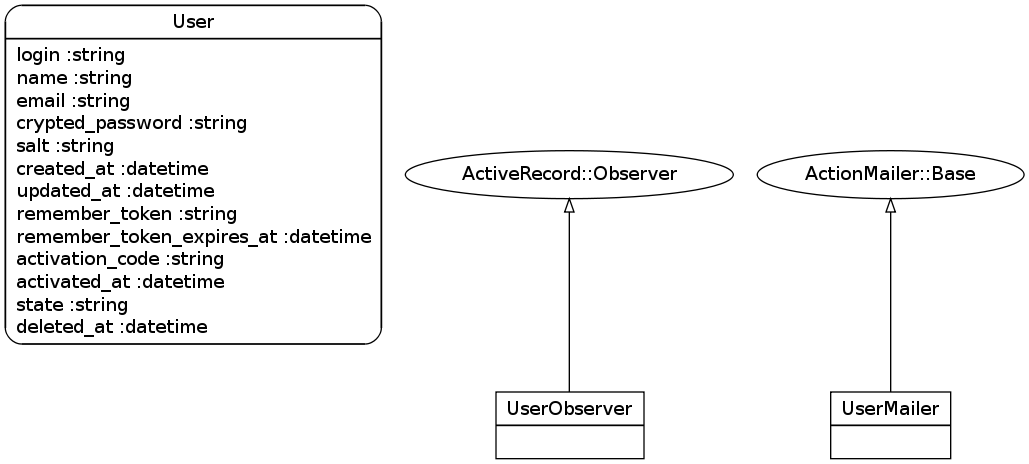 User
login :string
name :string
email :string
crypted_password :string
salt :string
created_at :datetime
updated_at :datetime
remember_token :string
remember_token_expires_at :datetime
activation_code :string
activated_at :datetime
state :string
deleted_at :datetime
ActiveRecord::Observer
ActionMailer::Base
UserObserver
UserMailer